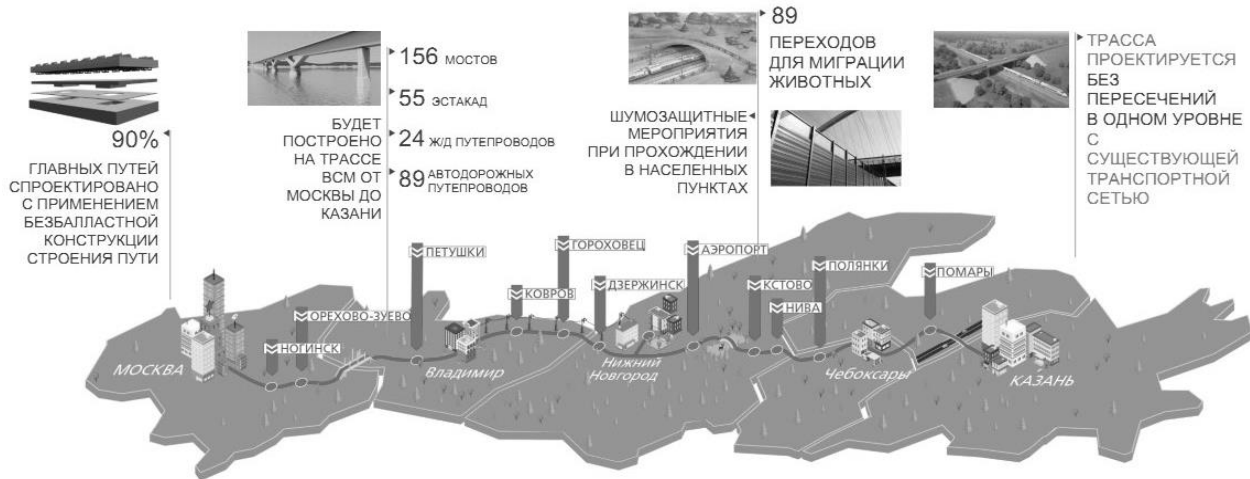 90%
ГЛАВНЫХ ПУТЕЙ
СПРОЕКТИРОВАНО
С ПРИМЕНЕНИЕМ
БЕЗБАЛЛАСТНОЙ
КОНСТРУКЦИИ
СТРОЕНИЯ ПУТИ
БУДЕТ
ПОСТРОЕНО
НА ТРАССЕ
ВСМ ОТ
МОСКВЫ ДО
КАЗАНИ
156 МОСТОВ
55 ЭСТАКАД
24 Ж/Д ПУТЕПРОВОДОВ
89 АВТОДОРОЖНЫХ
ПУТЕПРОВОДОВ
89
ПЕРЕХОДОВ
ДЛЯ МИГРАЦИИ
ЖИВОТНЫХ
ШУМОЗАЩИТНЫЕ
МЕРОПРИЯТИЯ
ПРИ ПРОХОЖДЕНИИ
В НАСЕЛЕННЫХ
ПУНКТАХ
ТРАССА
ПРОЕКТИРУЕТСЯ
БЕЗ
ПЕРЕСЕЧЕНИЙ
В ОДНОМ УРОВНЕ
С
СУЩЕСТВУЮЩЕЙ
ТРАНСПОРТНОЙ
СЕТЬЮ
МОСКВА
НОГИНСК
ОРЕХОВО-ЗУЕВО
ПЕТУШКИ
Владимир
КОВРОВ
ГОРОХОВЕЦ
ДЗЕРЖИНСК
Нижний
Новгород
АЭРОПОРТ
КСТОВО
НИВА
ПОЛЯНКИ
Чебоксары
ПОМАРЫ
КАЗАНЬ